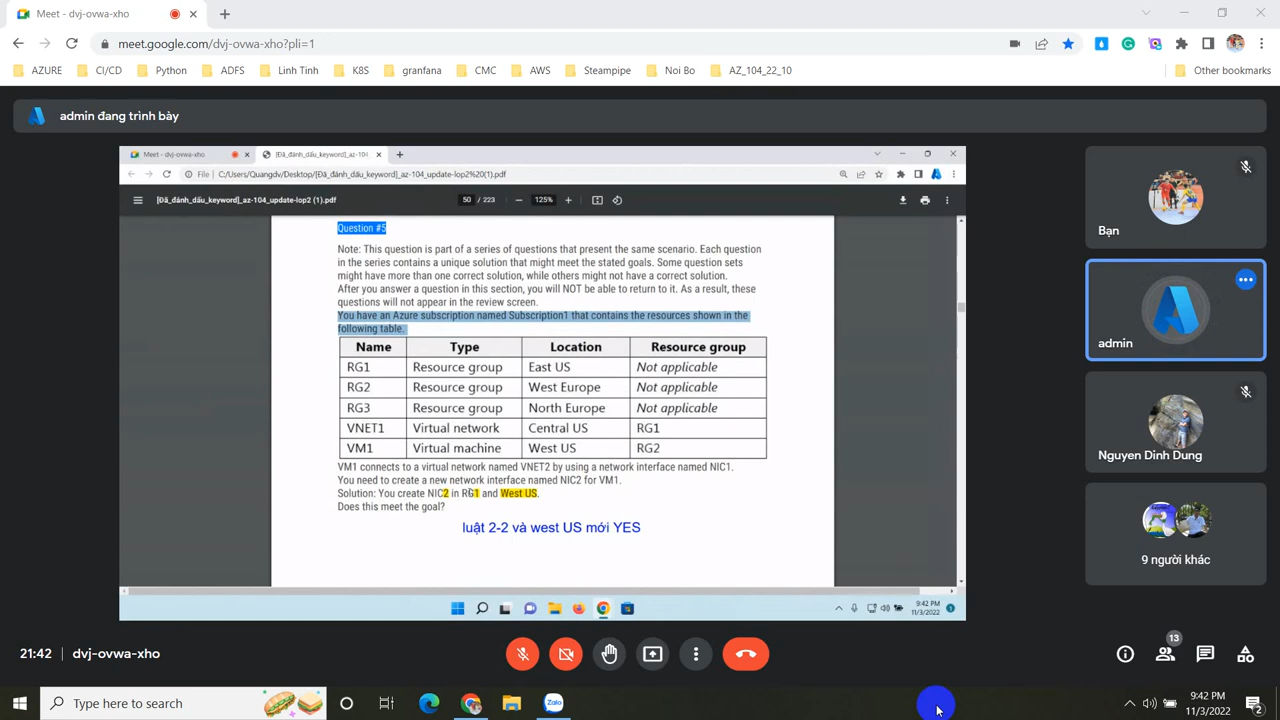 Meet - dvj-ovwa-xho
meet.google.com/dvj-ovwa-xho?pli=1
AZURE CI/CD Python ADFS Linh Tinh K8S granfana CMC AWS Steampipe Noi Bo AZ_104_22_10 Other bookmarks
admin đang trình bày
Meet - dvj-ovwa-xho [Đã_đánh_dấu_keyword]_az-104
File C:/Users/Quangdv/Desktop/[Đã_đánh_dấu_keyword]_az-104_update-lop2%20(1).pdf
[Đã_đánh_dấu_keyword]_az-104_update-lop2 (1).pdf 50 / 223 125%
Question #5
Note: This question is part of a series of questions that present the same scenario. Each question
in the series contains a unique solution that might meet the stated goals. Some question sets
might have more than one correct solution, while others might not have a correct solution.
After you answer a question in this section, you will NOT be able to return to it. As a result, these
questions will not appear in the review screen.
You have an Azure subscription named Subscription1 that contains the resources shown in the
following table.
Name Type Location Resource group
RG1 Resource group East US Not applicable
RG2 Resource group West Europe Not applicable
RG3 Resource group North Europe Not applicable
VNET1 Virtual network Central US RG1
VM1 Virtual machine West US RG2
VM1 connects to a virtual network named VNET2 by using a network interface named NIC1.
You need to create a new network interface named NIC2 for VM1.
Solution: You create NIC2 in RG1 and West US.
Does this meet the goal?
luật 2-2 và west US mới YES
9:42 PM
11/3/2022
1
Bạn
admin
Nguyen Dinh Dung
9 người khác
21:42 dvj-ovwa-xho
13
Type here to search
Zalo
9:42 PM
11/3/2022
2